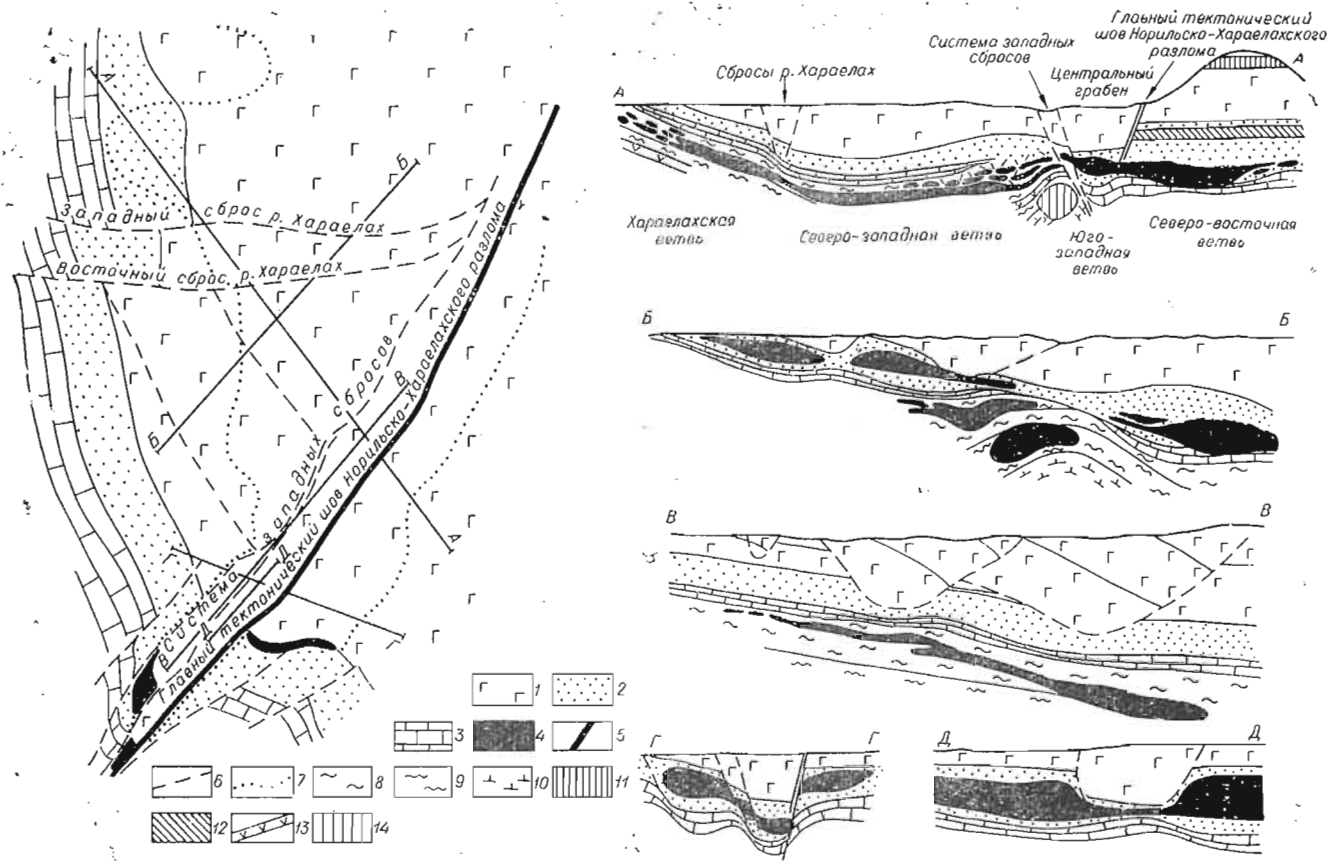 А
Б
Западный сброс р. Хараелах
Восточный сброс р. Хараелах
Б
В
А
Система западных сбросов
Главный тектонический шов Норильско-Хараелахского разлома
Д
В
Д
Главный тектонический
шов Норильско-Хараелахского
разлома
Система западных
сбросов
Центральный
грабен
Сбросы р. Хараелах
А
А
Хараелахская
ветвь
Северо-западная ветвь
Юго-
западная
ветвь
Северо-восточная
ветвь
Б
Б
В
В
Г
Г
Д
Д
1
2
3
4
5
6
7
8
9
10
11
12
13
14